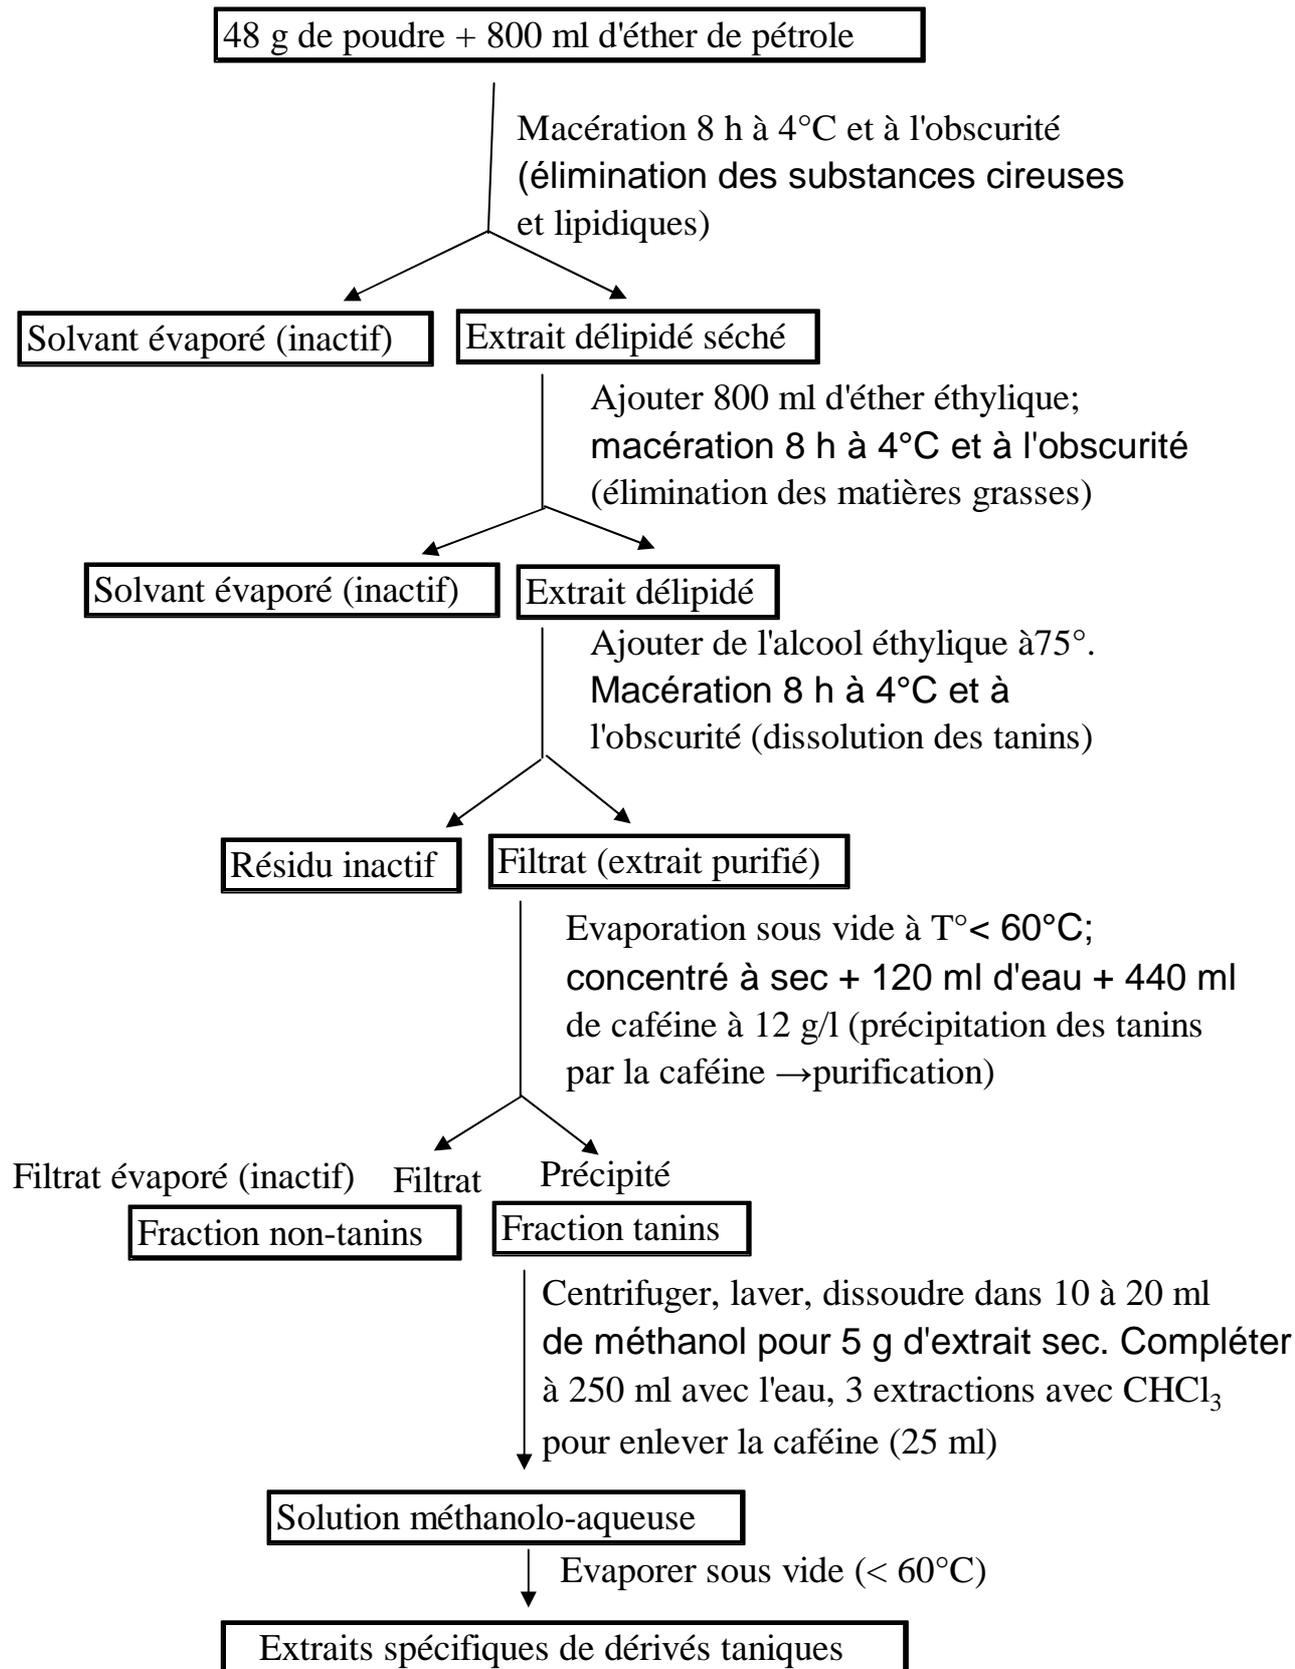 48 g de poudre + 800 ml d'éther de pétrole
Macération 8 h à 4°C et à l'obscurité
(élimination des substances cireuses
et lipidiques)
Solvant évaporé (inactif)
Extrait délipidé séché
Ajouter 800 ml d'éther éthylique;
macération 8 h à 4°C et à l'obscurité
(élimination des matières grasses)
Solvant évaporé (inactif)
Extrait délipidé
Ajouter de l'alcool éthylique à75°.
Macération 8 h à 4°C et à
l'obscurité (dissolution des tanins)
Résidu inactif
Filtrat (extrait purifié)
Evaporation sous vide à T°< 60°C;
concentré à sec + 120 ml d'eau + 440 ml
de caféine à 12 g/l (précipitation des tanins
par la caféine →purification)
Filtrat évaporé (inactif)
Filtrat
Précipité
Fraction non-tanins
Fraction tanins
Centrifuger, laver, dissoudre dans 10 à 20 ml
de méthanol pour 5 g d'extrait sec. Compléter
à 250 ml avec l'eau, 3 extractions avec CHCl₃
pour enlever la caféine (25 ml)
Solution méthanolo-aqueuse
Evaporer sous vide (< 60°C)
Extraits spécifiques de dérivés taniques